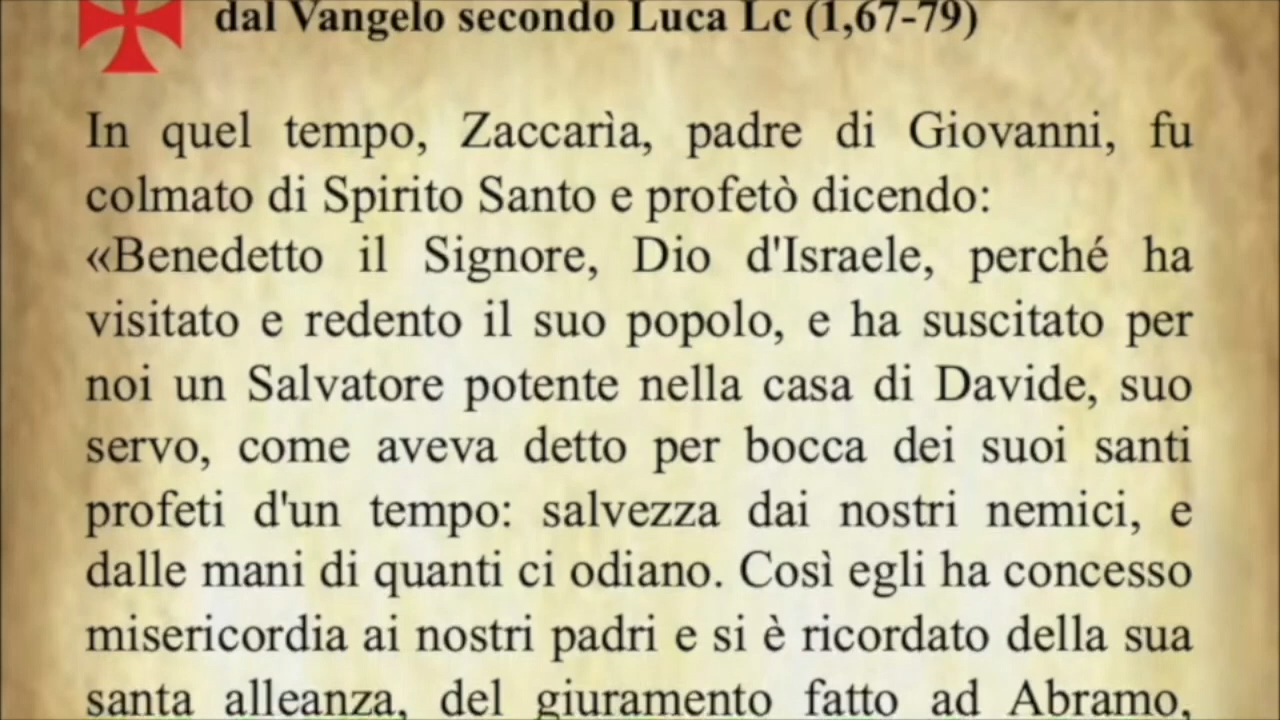 dal Vangelo secondo Luca Lc (1,67-79)
In quel tempo, Zaccarìa, padre di Giovanni, fu
colmato di Spirito Santo e profetò dicendo:
«Benedetto il Signore, Dio d'Israele, perché ha
visitato e redento il suo popolo, e ha suscitato per
noi un Salvatore potente nella casa di Davide, suo
servo, come aveva detto per bocca dei suoi santi
profeti d'un tempo: salvezza dai nostri nemici, e
dalle mani di quanti ci odiano. Così egli ha concesso
misericordia ai nostri padri e si è ricordato della sua
santa alleanza, del giuramento fatto ad Abramo,